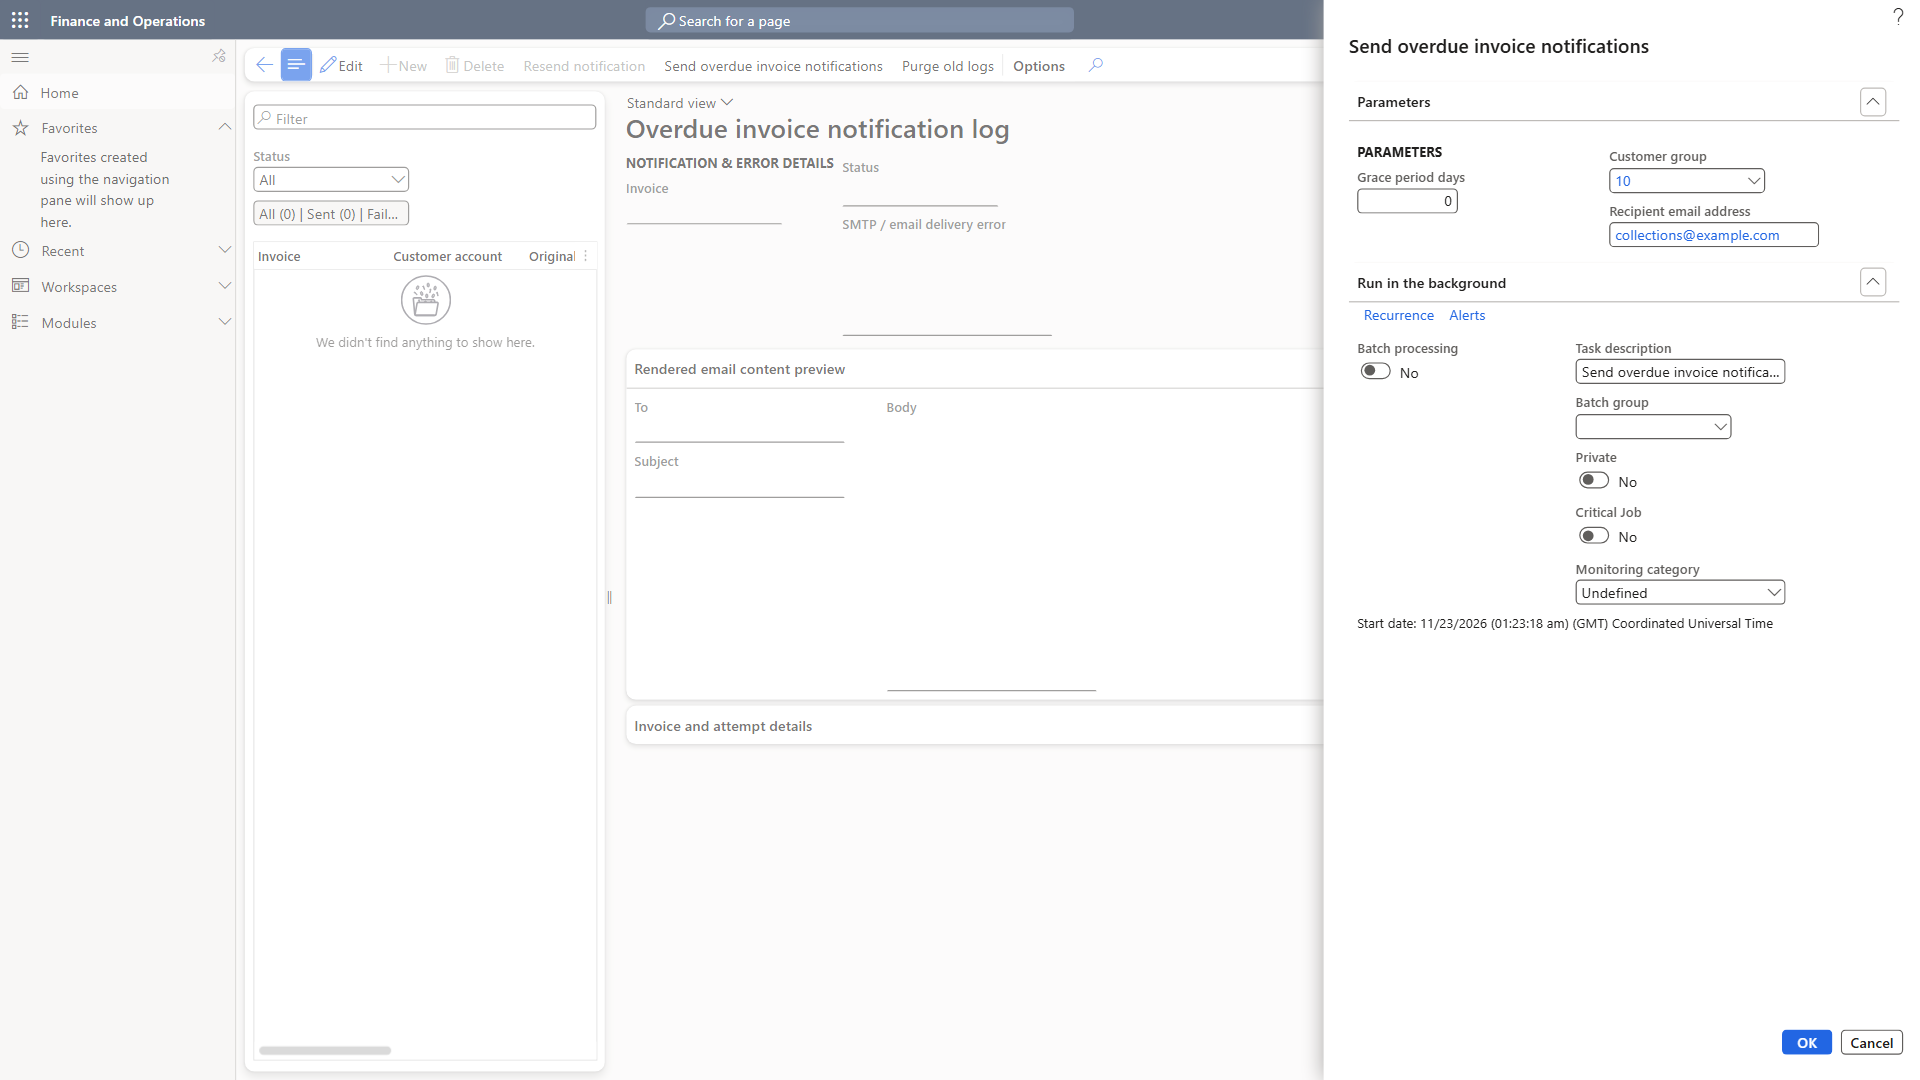 Finance and Operations
Search for a page
?
Home
Favorites
Favorites created
using the navigation
pane will show up
here.
Recent
Workspaces
Modules
Edit
New
Delete
Resend notification
Send overdue invoice notifications
Purge old logs
Options
Filter
Status
All
All (0) | Sent (0) | Fail...
Invoice
Customer account
Original
We didn't find anything to show here.
Standard view
Overdue invoice notification log
NOTIFICATION & ERROR DETAILS
Invoice
Status
SMTP / email delivery error
Rendered email content preview
To
Subject
Body
Invoice and attempt details
Send overdue invoice notifications
Parameters
PARAMETERS
Grace period days
0
Customer group
10
Recipient email address
collections@example.com
Run in the background
Recurrence
Alerts
Batch processing
No
Task description
Send overdue invoice notifica...
Batch group
Private
No
Critical Job
No
Monitoring category
Undefined
Start date: 11/23/2026 (01:23:18 am) (GMT) Coordinated Universal Time
OK
Cancel